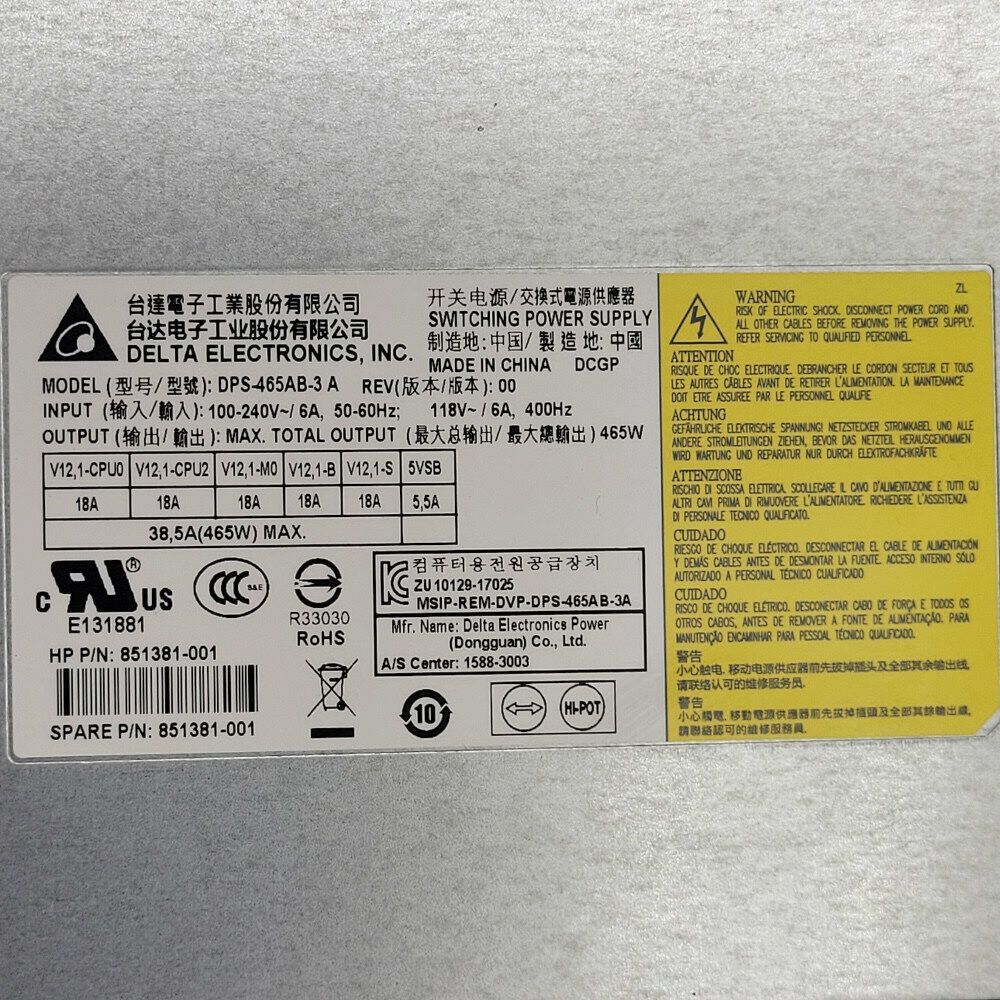 台達電子工業股份有限公司
台达电子工业股份有限公司
DELTA ELECTRONICS, INC.
开关电源/交換式電源供應器
SWITCHING POWER SUPPLY
制造地:中国/ 製造地:中國
MADE IN CHINA DCGP
MODEL (型号/型號): DPS-465AB-3 A REV(版本/版本): 00
INPUT (输入/輸入): 100-240V~/ 6A, 50-60Hz; 118V~ / 6A, 400Hz
OUTPUT (输出/輸出): MAX. TOTAL OUTPUT (最大总输出/ 最大總輸出) 465W
V12,1-CPU0 V12,1-CPU2 V12,1-M0 V12,1-B V12,1-S 5VSB
18A 18A 18A 18A 18A 5,5A
38,5A(465W) MAX.
c RU ® US
E131881
CCC S&E
R33030
RoHS
HP P/N: 851381-001
SPARE P/N: 851381-001
KC 컴퓨터용전원공급장치
ZU10129-17025
MSIP-REM-DVP-DPS-465AB-3A
Mfr. Name: Delta Electronics Power
(Dongguan) Co., Ltd.
A/S Center: 1588-3003
10
HI-POT
ZL
WARNING
RISK OF ELECTRIC SHOCK. DISCONNECT POWER CORD AND
ALL OTHER CABLES BEFORE REMOVING THE POWER SUPPLY.
REFER SERVICING TO QUALIFIED PERSONNEL.
ATTENTION
RISQUE DE CHOC ELECTRIQUE. DEBRANCHER LE CORDON SECTEUR ET TOUS
LES AUTRES CÂBLES AVANT DE RETIRER L'ALIMENTATION. LA MAINTENANCE
DOIT ETRE ASSUREE PAR LE PERSONNEL QUALIFIE
ACHTUNG
GEFÄHRLICHE ELEKTRISCHE SPANNUNG! NETZSTECKER STROMKABEL UND ALLE
ANDERE STROMLEITUNGEN ZIEHEN, BEVOR DAS NETZTEIL HERAUSGENOMMEN
WIRD WARTUNG UND REPARATUR NUR DURCH ELEKTROFACHKRÄFTE
ATTENZIONE
RISCHIO DI SCOSSA ELETTRICA. SCOLLEGARE IL CAVO D'ALIMENTAZIONE E TUTTI GLI
ALTRI CAVI PRIMA DI RIMUOVERE L'ALIMENTATORE. RICHIEDERE L'ASSISTENZA
DI PERSONALE TECNICO QUALIFICATO.
CUIDADO
RIESGO DE CHOQUE ELÉCTRICO. DESCONNECTAR EL CABLE DE ALIMENTACIÓN
Y DEMÁS CABLES ANTES DE DESMONTAR LA FUENTE. ACCESO INTERNO SÓLO
AUTORIZADO A PERSONAL TÉCNICO CUALIFICADO
CUIDADO
RISCO DE CHOQUE ELÉTRICO. DESCONECTAR CABO DE FORÇA E TODOS OS
OTROS CABOS, ANTES DE REMOVER A FONTE DE ALIMENTAÇÃO. PARA
MANUTENÇÃO ENCAMINHAR PARA PESSOAL TÉCNICO QUALIFICADO.
警告
小心触电, 移动电源供应器前先拔掉插头及全部其余输出线,
请联络认可的维修服务员.
警告
小心觸電, 移動電源供應器前先拔掉插頭及全部其餘輸出線,
請聯絡認可的維修服務員.